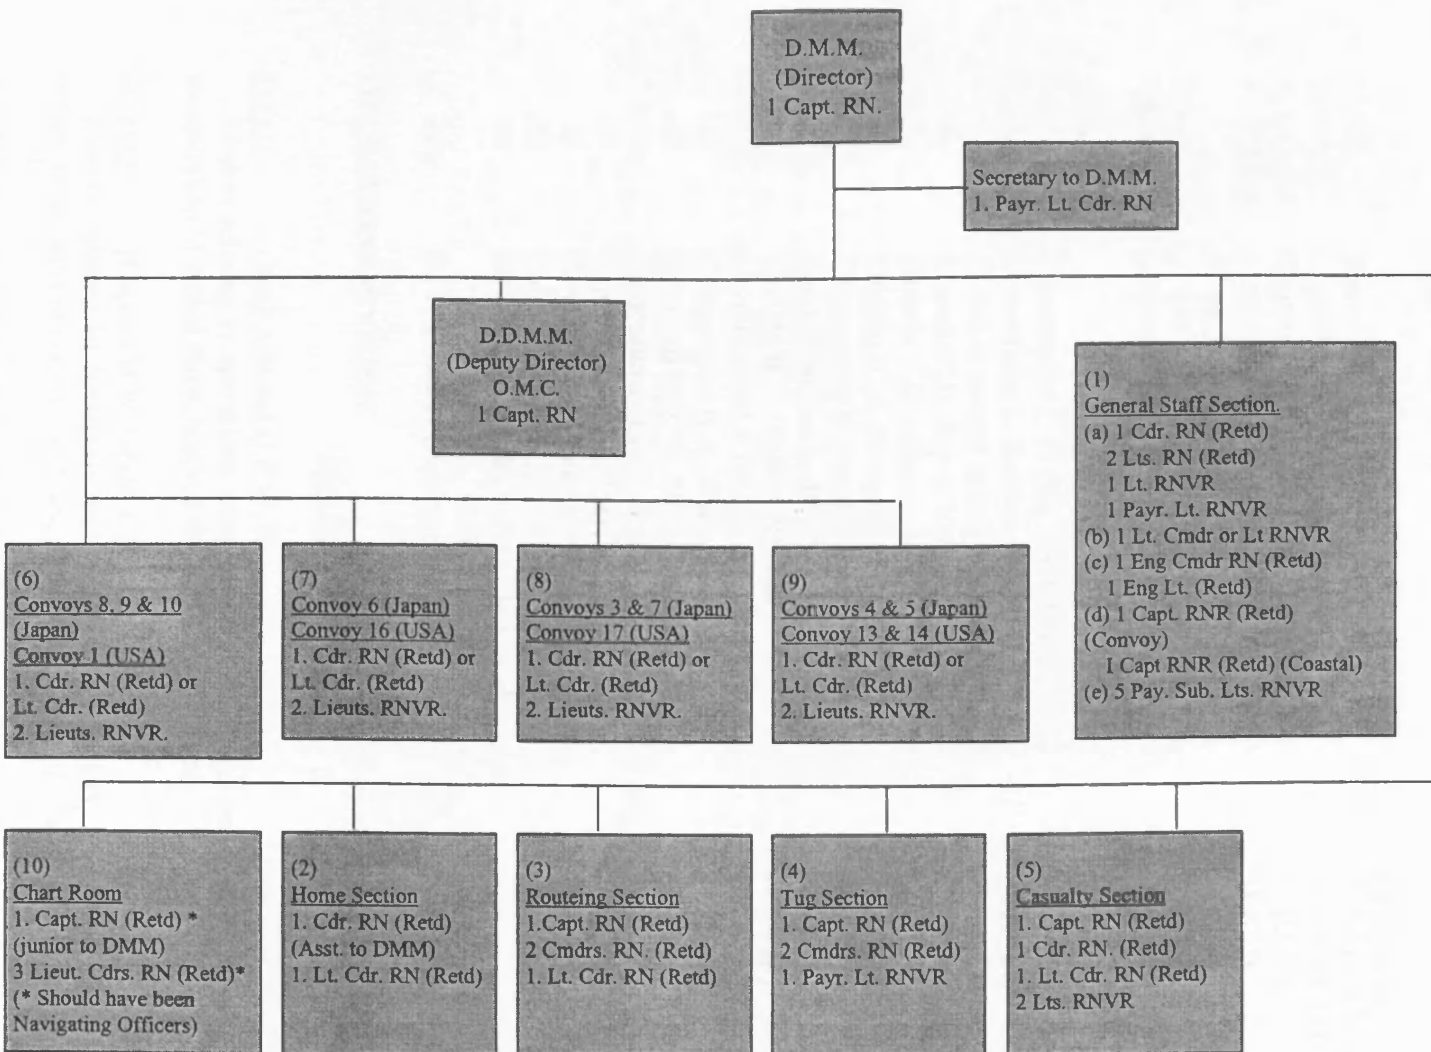 D.M.M.
(Director)
1 Capt. RN.
Secretary to D.M.M.
1. Payr. Lt. Cdr. RN
D.D.M.M.
(Deputy Director)
O.M.C.
1 Capt. RN
(1)
General Staff Section.
(a) 1 Cdr. RN (Retd)
2 Lts. RN (Retd)
1 Lt. RNVR
1 Payr. Lt. RNVR
(b) 1 Lt. Cmdr or Lt RNVR
(c) 1 Eng Cmdr RN (Retd)
1 Eng Lt. (Retd)
(d) 1 Capt. RNR (Retd)
(Convoy)
1 Capt RNR (Retd) (Coastal)
(e) 5 Pay. Sub. Lts. RNVR
(6)
Convoys 8, 9 & 10
(Japan)
Convoy 1 (USA)
1. Cdr. RN (Retd) or
Lt. Cdr. (Retd)
2. Lieuts. RNVR.
(7)
Convoy 6 (Japan)
Convoy 16 (USA)
1. Cdr. RN (Retd) or
Lt. Cdr. (Retd)
2. Lieuts. RNVR.
(8)
Convoys 3 & 7 (Japan)
Convoy 17 (USA)
1. Cdr. RN (Retd) or
Lt. Cdr. (Retd)
2. Lieuts. RNVR.
(9)
Convoys 4 & 5 (Japan)
Convoy 13 & 14 (USA)
1. Cdr. RN (Retd) or
Lt. Cdr. (Retd)
2. Lieuts. RNVR.
(10)
Chart Room
1. Capt. RN (Retd) *
(junior to DMM)
3 Lieut. Cdrs. RN (Retd)*
(* Should have been
Navigating Officers)
(2)
Home Section
1. Cdr. RN (Retd)
(Asst. to DMM)
1. Lt. Cdr. RN (Retd)
(3)
Routeing Section
1.Capt. RN (Retd)
2 Cmdrs. RN. (Retd)
1. Lt. Cdr. RN (Retd)
(4)
Tug Section
1. Capt. RN (Retd)
2 Cmdrs. RN (Retd)
1. Payr. Lt. RNVR
(5)
Casualty Section
1. Capt. RN (Retd)
1 Cdr. RN. (Retd)
1. Lt. Cdr. RN (Retd)
2 Lts. RNVR